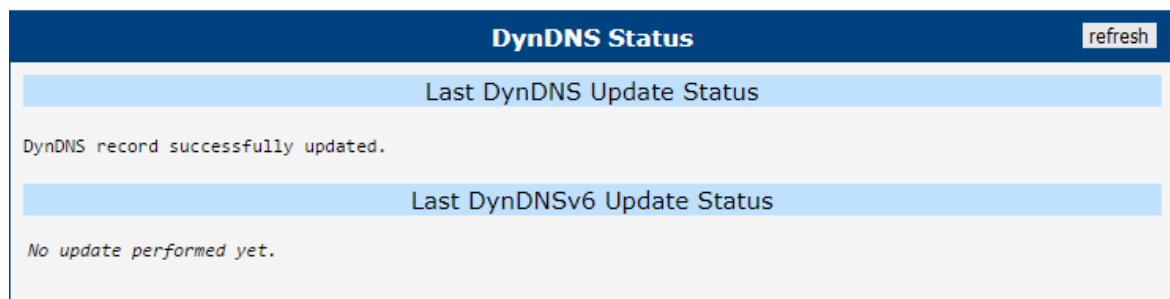 DynDNS Status
refresh
Last DynDNS Update Status
DynDNS record successfully updated.
Last DynDNSv6 Update Status
No update performed yet.